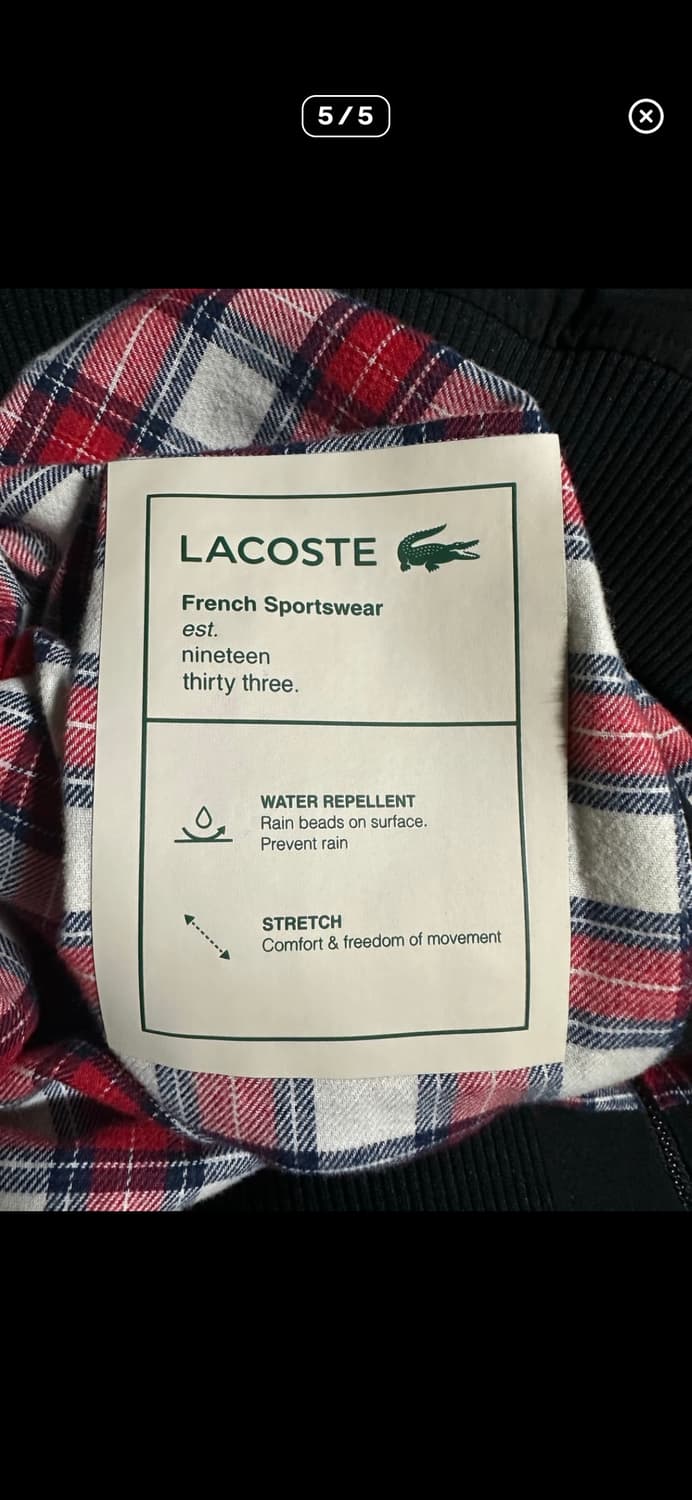 5/5
LACOSTE
French Sportswear
est.
nineteen
thirty three.
WATER REPELLENT
Rain beads on surface.
Prevent rain
STRETCH
Comfort & freedom of movement